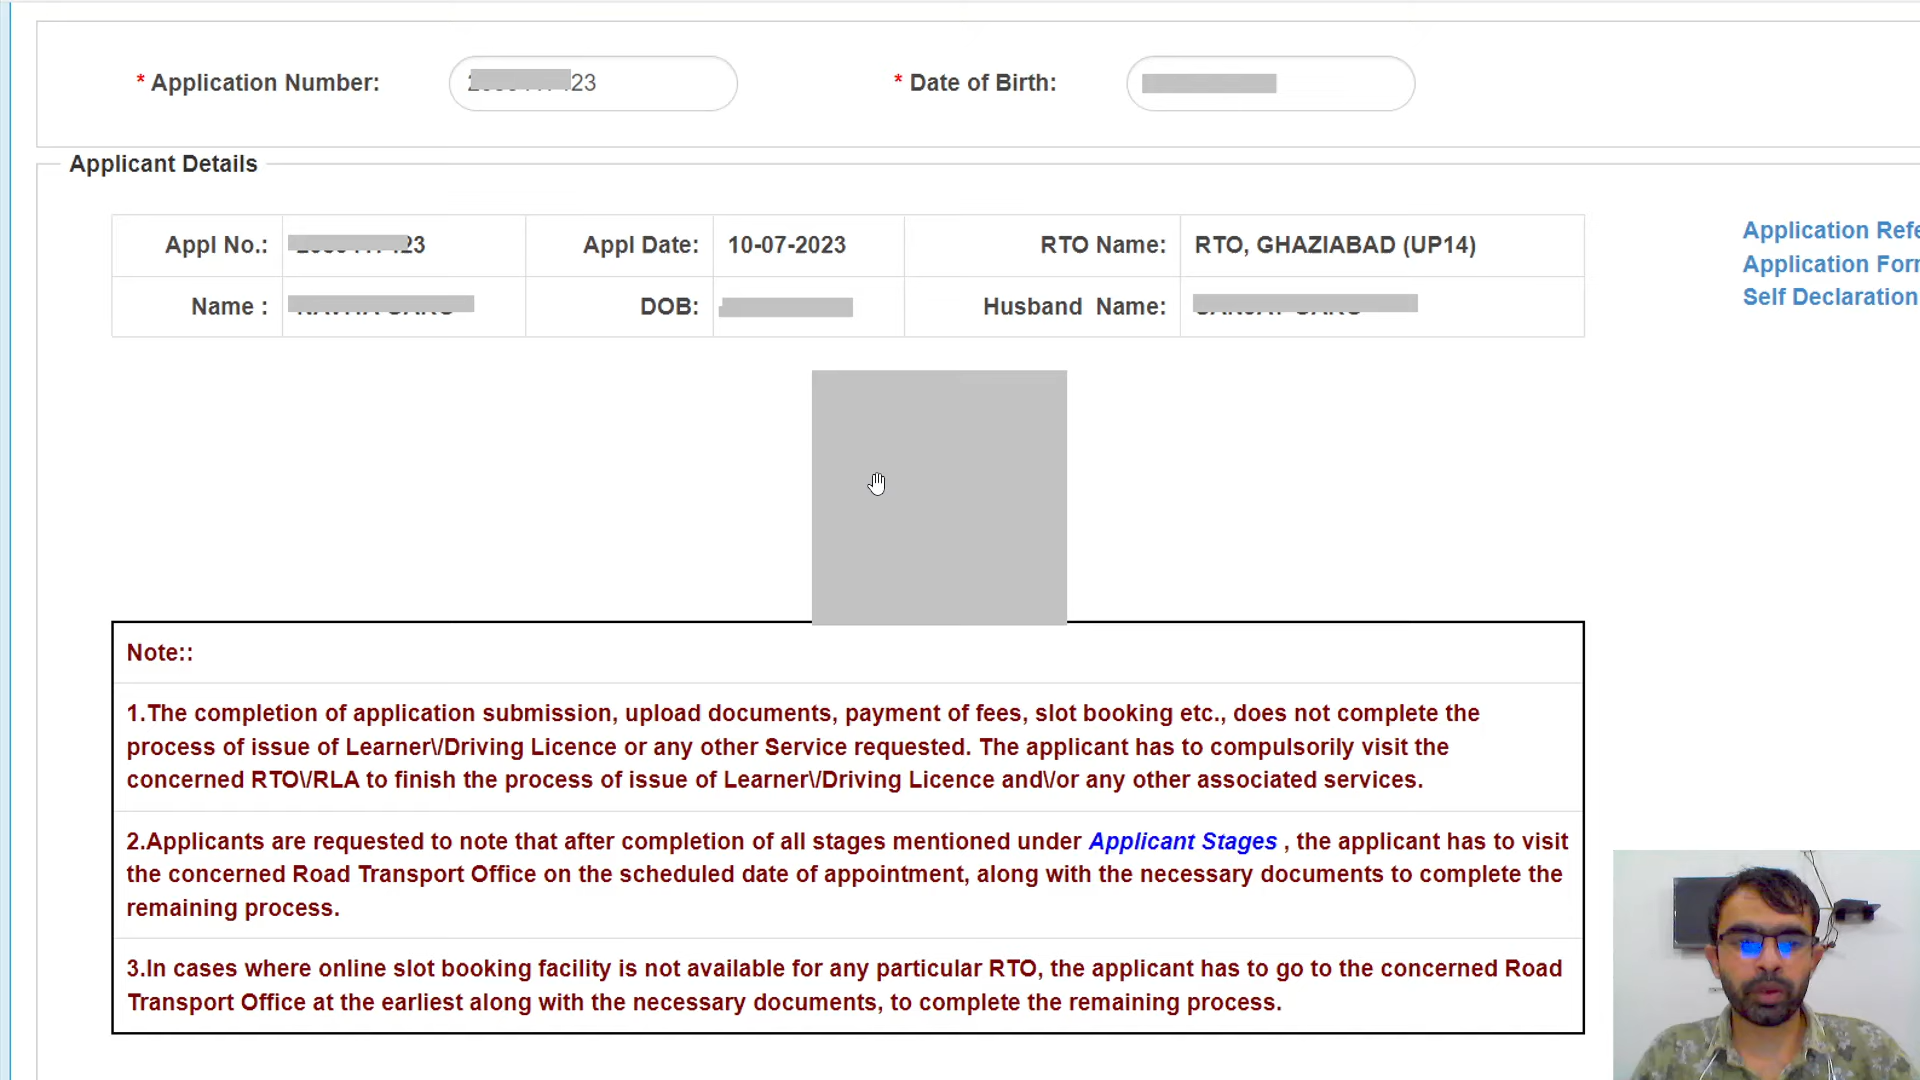 * Application Number: 23 * Date of Birth:
Applicant Details
Appl No.: 23 Appl Date: 10-07-2023 RTO Name: RTO, GHAZIABAD (UP14)
Name : DOB: Husband Name:
Application Refe
Application For
Self Declaration
Note::
1.The completion of application submission, upload documents, payment of fees, slot booking etc., does not complete the
process of issue of Learner\/Driving Licence or any other Service requested. The applicant has to compulsorily visit the
concerned RTO\/RLA to finish the process of issue of Learner\/Driving Licence and\/or any other associated services.
2.Applicants are requested to note that after completion of all stages mentioned under Applicant Stages , the applicant has to visit
the concerned Road Transport Office on the scheduled date of appointment, along with the necessary documents to complete the
remaining process.
3.In cases where online slot booking facility is not available for any particular RTO, the applicant has to go to the concerned Road
Transport Office at the earliest along with the necessary documents, to complete the remaining process.